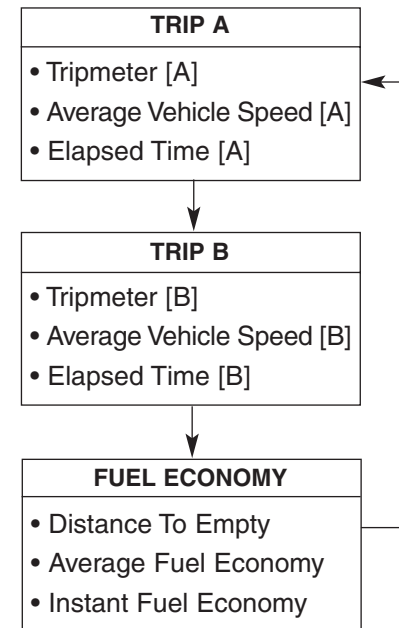 TRIP A
• Tripmeter [A]
• Average Vehicle Speed [A]
• Elapsed Time [A]
TRIP B
• Tripmeter [B]
• Average Vehicle Speed [B]
• Elapsed Time [B]
FUEL ECONOMY
• Distance To Empty
• Average Fuel Economy
• Instant Fuel Economy